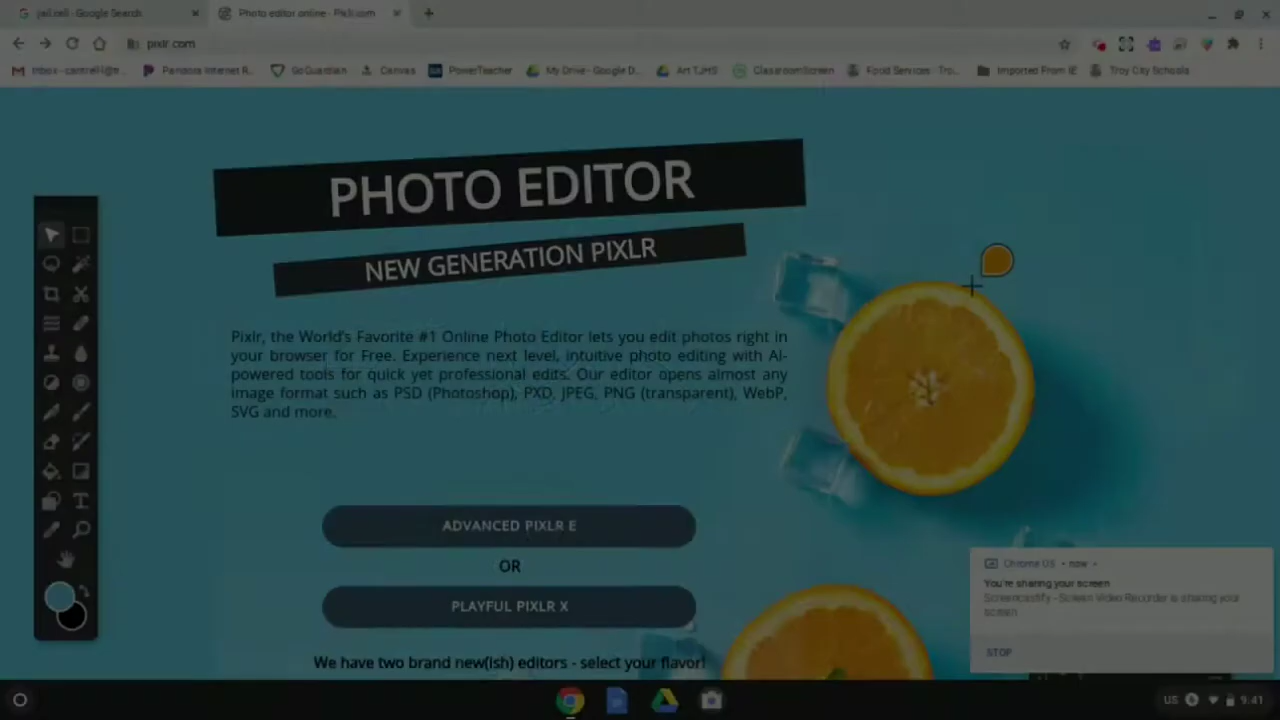 jail cell - Google Search
Photo editor online - Pixlr.com
pixlr.com
Inbox - cantrell@tr...
Pandora Internet R...
GoGuardian
Canvas
PowerTeacher
My Drive - Google D...
Art TJHS
ClassroomScreen
Food Services - Tro...
Imported From IE
Troy City Schools
PHOTO EDITOR
NEW GENERATION PIXLR
Pixlr, the World's Favorite #1 Online Photo Editor lets you edit photos right in
your browser for Free. Experience next level, intuitive photo editing with AI-
powered tools for quick yet professional edits. Our editor opens almost any
image format such as PSD (Photoshop), PXD, JPEG, PNG (transparent), WebP,
SVG and more.
ADVANCED PIXLR E
OR
PLAYFUL PIXLR X
We have two brand new(ish) editors - select your flavor!
Chrome OS • now
You're sharing your screen
Screencastify - Screen Video Recorder is sharing your
screen
STOP
US 9:41